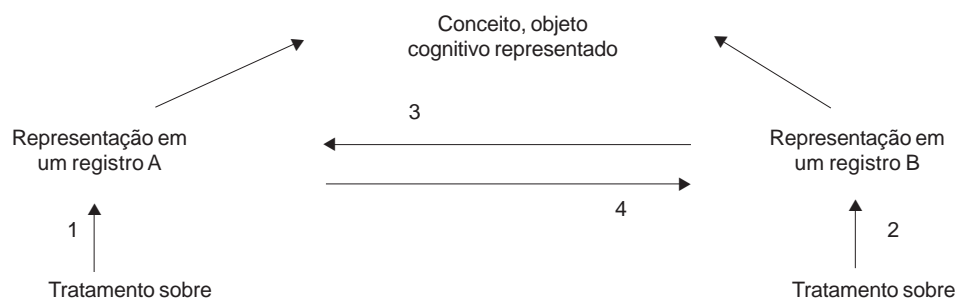 Conceito, objeto
cognitivo representado
3
Representação em
um registro A
Representação em
um registro B
4
1
2
Tratamento sobre
Tratamento sobre